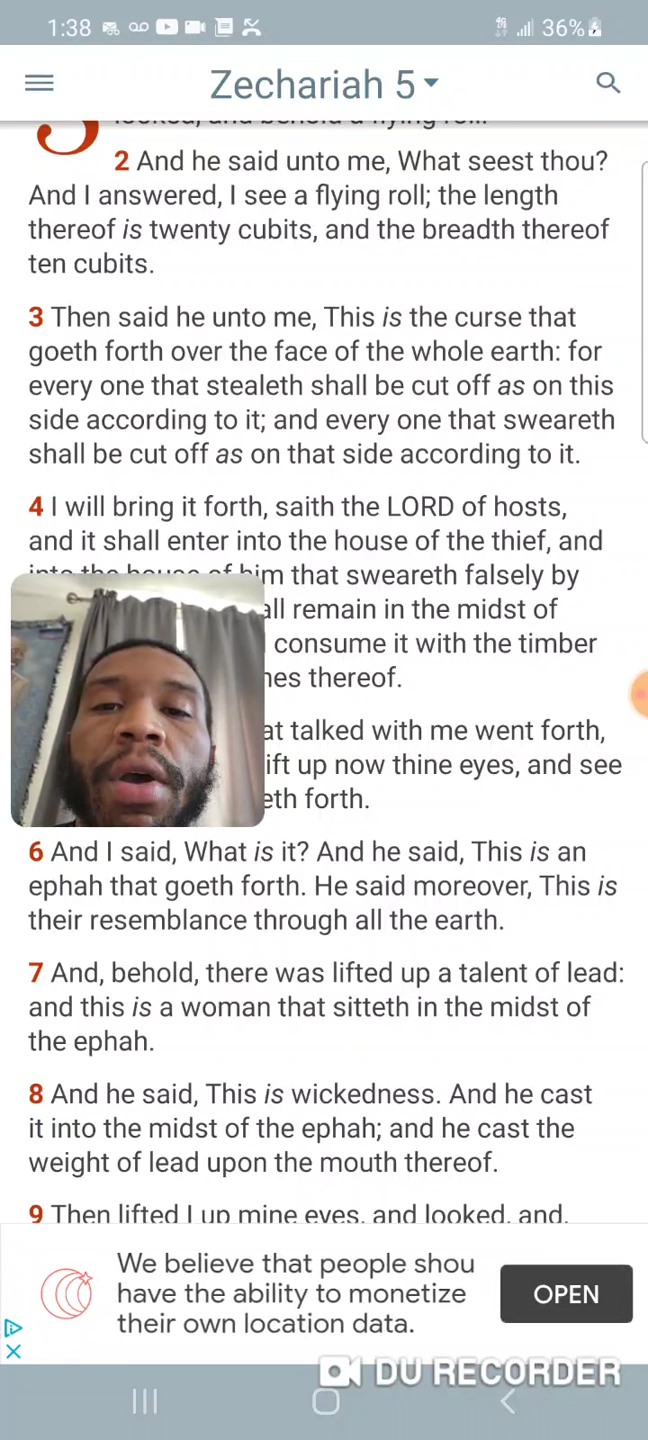 1:38
4G
36%
Zechariah 5
2 And he said unto me, What seest thou?
And I answered, I see a flying roll; the length
thereof is twenty cubits, and the breadth thereof
ten cubits.
3 Then said he unto me, This is the curse that
goeth forth over the face of the whole earth: for
every one that stealeth shall be cut off as on this
side according to it; and every one that sweareth
shall be cut off as on that side according to it.
4 I will bring it forth, saith the LORD of hosts,
and it shall enter into the house of the thief, and
him that sweareth falsely by
all remain in the midst of
consume it with the timber
nes thereof.
at talked with me went forth,
ift up now thine eyes, and see
eth forth.
6 And I said, What is it? And he said, This is an
ephah that goeth forth. He said moreover, This is
their resemblance through all the earth.
7 And, behold, there was lifted up a talent of lead:
and this is a woman that sitteth in the midst of
the ephah.
8 And he said, This is wickedness. And he cast
it into the midst of the ephah; and he cast the
weight of lead upon the mouth thereof.
9 Then lifted I up mine eyes, and looked, and,
We believe that people shou
have the ability to monetize
their own location data.
OPEN
DU RECORDER